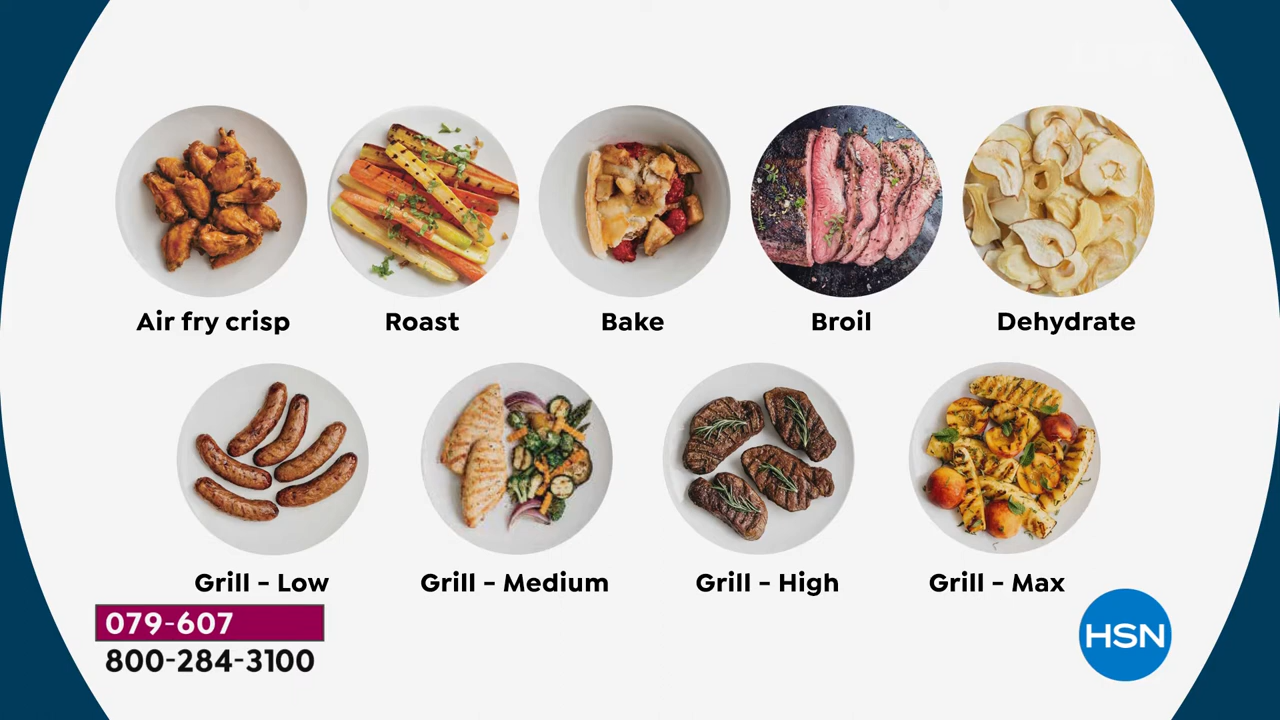 Air fry crisp
Roast
Bake
Broil
Dehydrate
Grill - Low
Grill - Medium
Grill - High
Grill - Max
079-607
800-284-3100
HSN